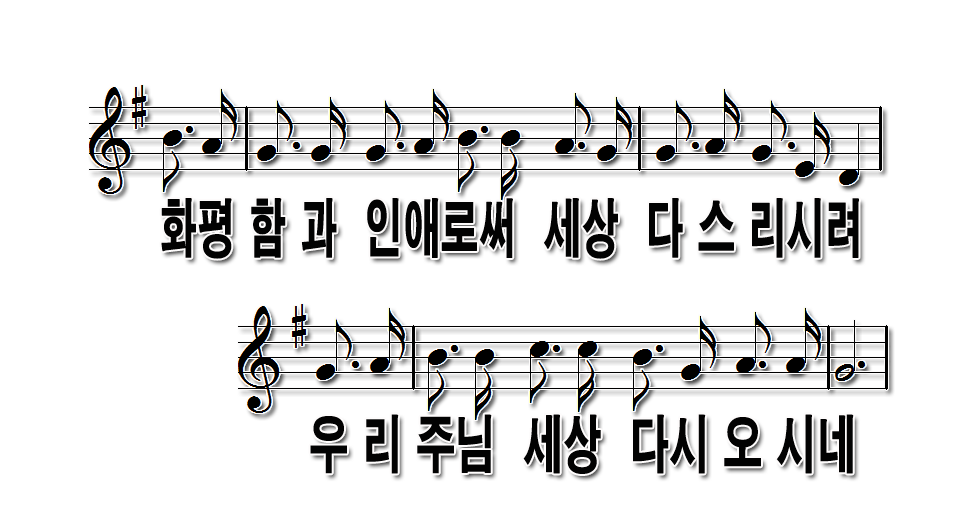 화평 함 과 인애로써 세상 다 스 리시려
우 리 주님 세상 다시 오 시네